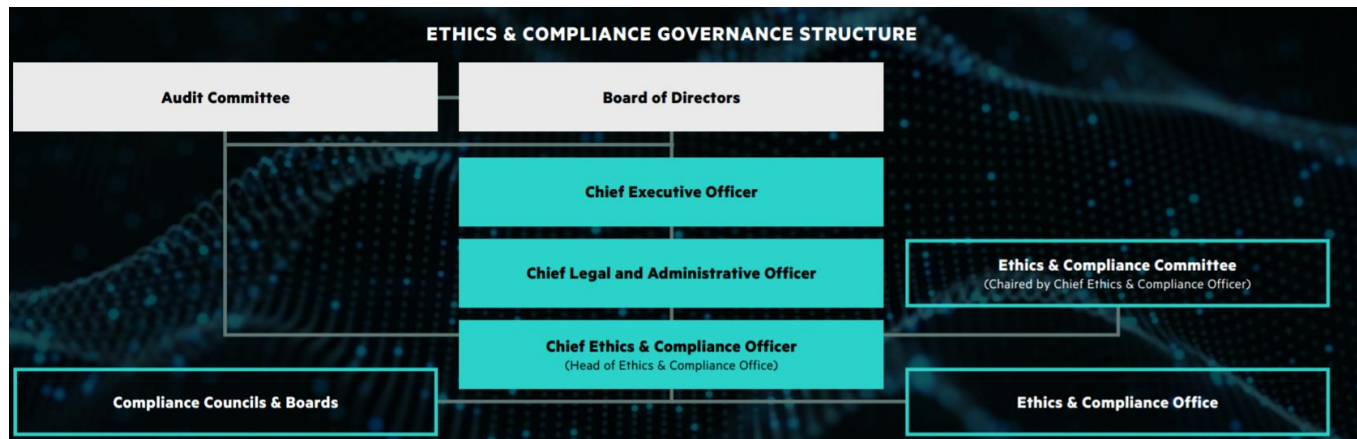 ETHICS & COMPLIANCE GOVERNANCE STRUCTURE
Audit Committee
Board of Directors
Chief Executive Officer
Chief Legal and Administrative Officer
Ethics & Compliance Committee
(Chaired by Chief Ethics & Compliance Officer)
Chief Ethics & Compliance Officer
(Head of Ethics & Compliance Office)
Compliance Councils & Boards
Ethics & Compliance Office